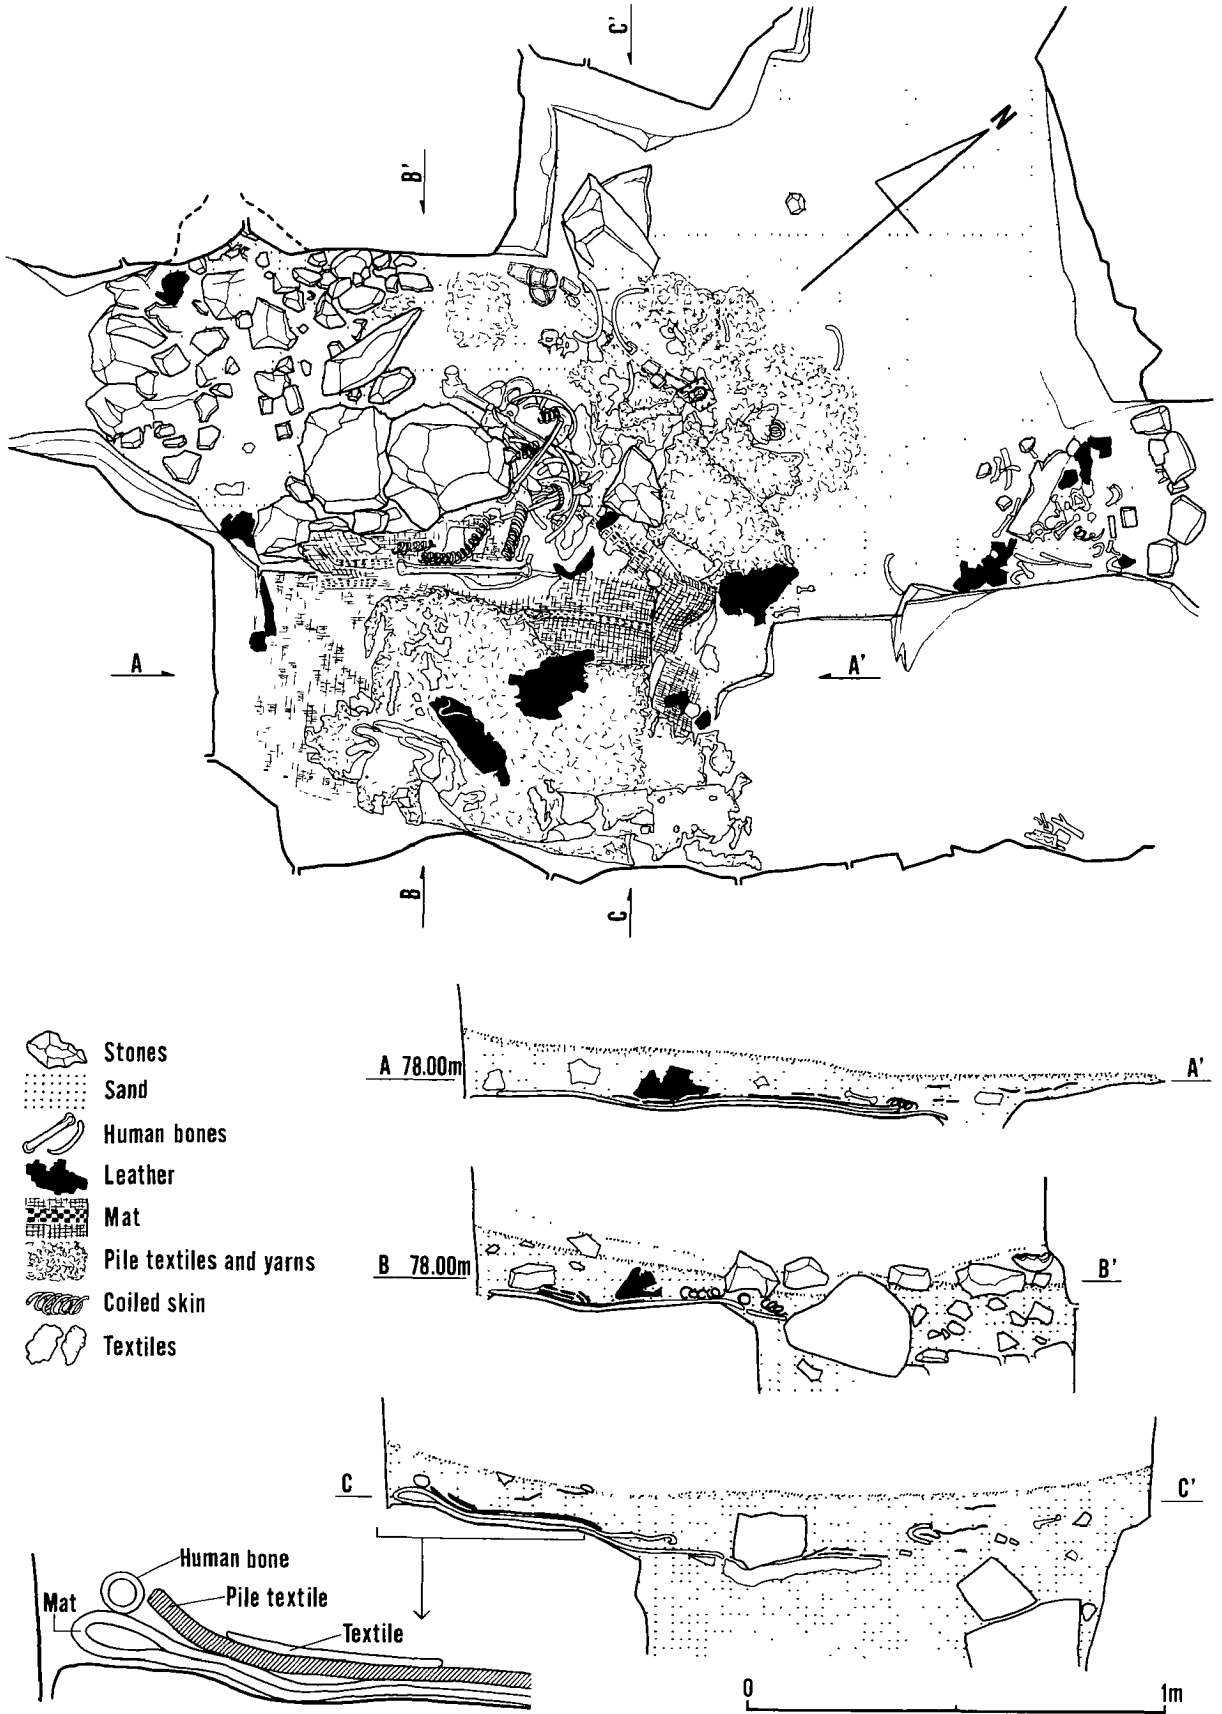 C'
N
B'
A
A'
B
C
Stones
Sand
Human bones
Leather
Mat
Pile textiles and yarns
Coiled skin
Textiles
A 78.00m
A'
B 78.00m
B'
C
C'
Human bone
Pile textile
Mat
Textile
0
1m